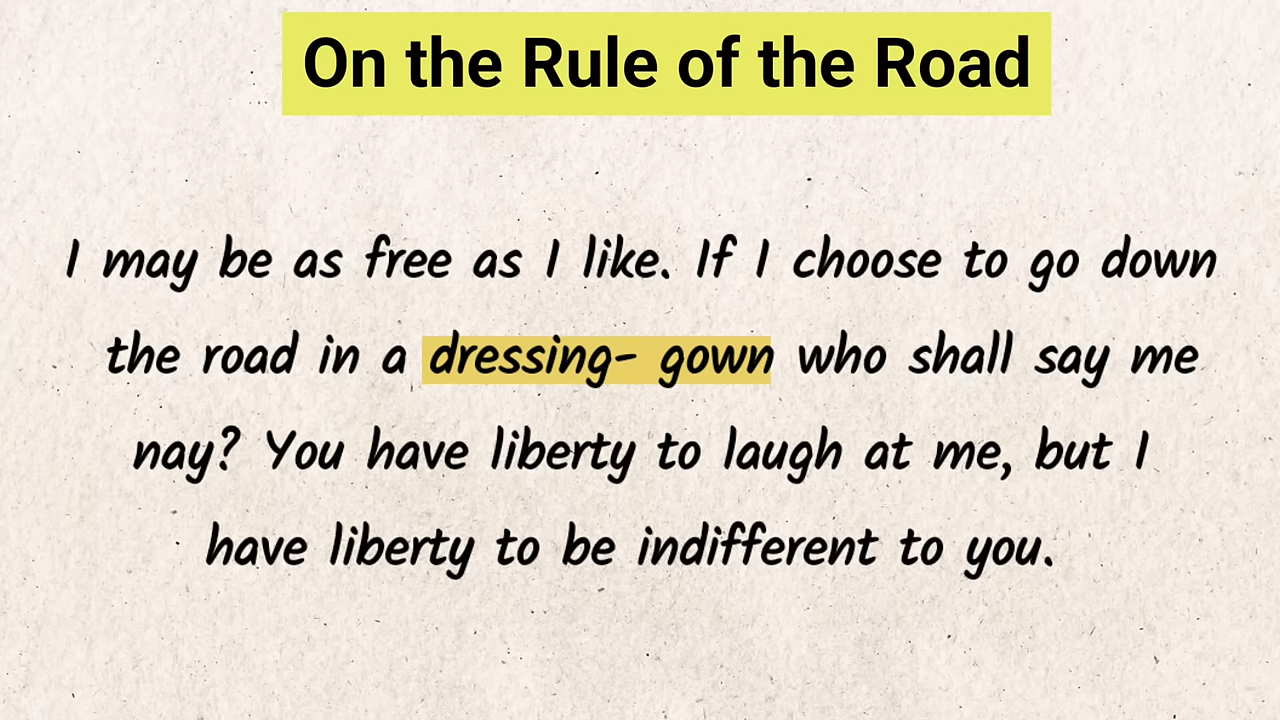 On the Rule of the Road
I may be as free as I like. If I choose to go down
the road in a dressing- gown who shall say me
nay? You have liberty to laugh at me, but I
have liberty to be indifferent to you.